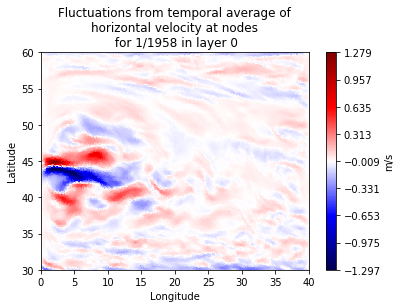 Fluctuations from temporal average of
horizontal velocity at nodes
for 1/1958 in layer 0
60
55
50
45
40
35
30
Latitude
0 5 10 15 20 25 30 35 40
Longitude
1.279
0.957
0.635
0.313
−0.009
−0.331
−0.653
−0.975
−1.297
m/s